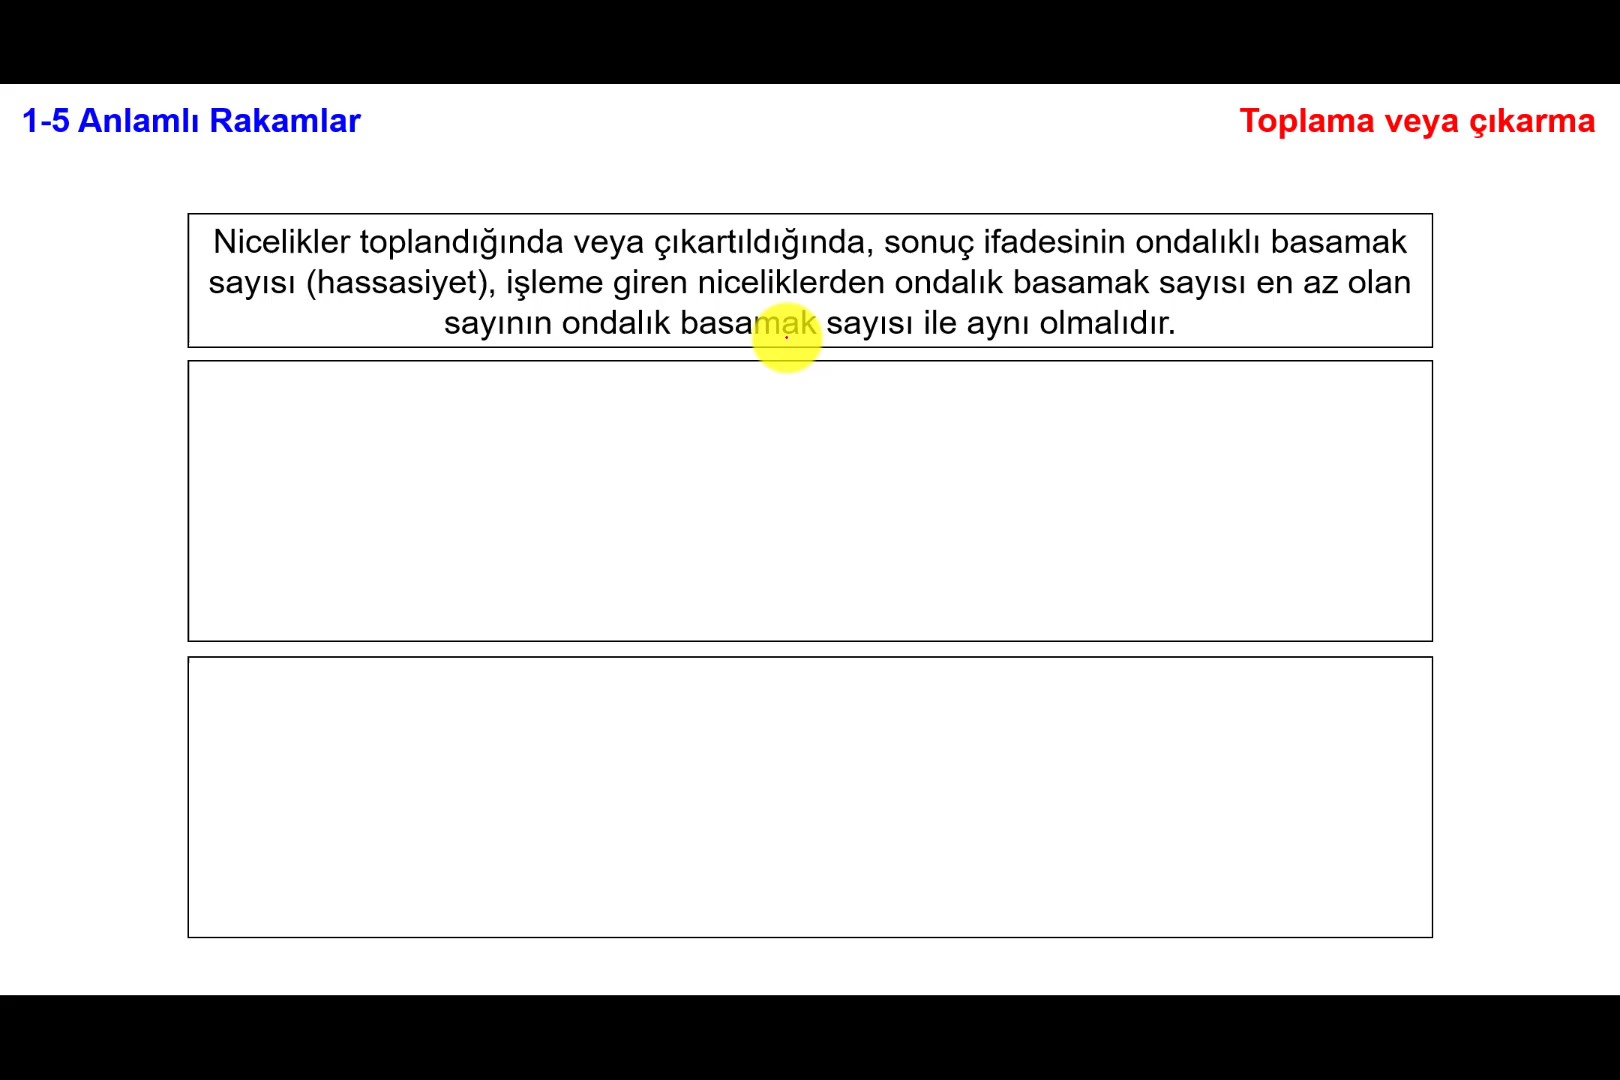 1-5 Anlamlı Rakamlar
Toplama veya çıkarma
Nicelikler toplandığında veya çıkartıldığında, sonuç ifadesinin ondalıklı basamak
sayısı (hassasiyet), işleme giren niceliklerden ondalık basamak sayısı en az olan
sayının ondalık basamak sayısı ile aynı olmalıdır.